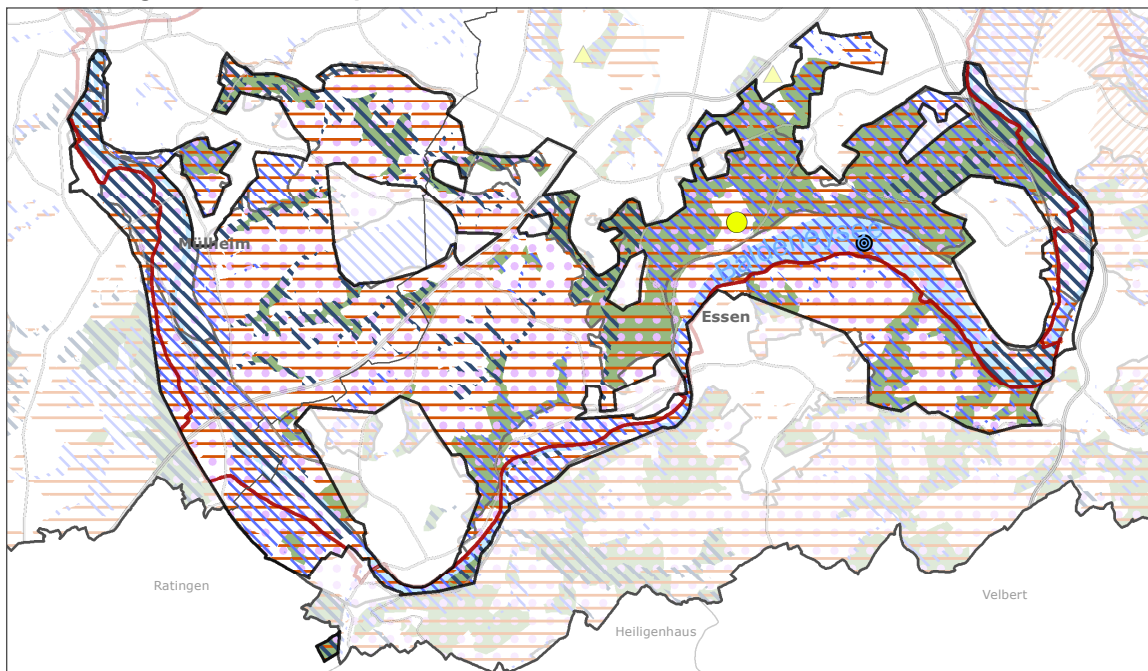 Mülheim
Baldeneysee
Essen
Ratingen
Velbert
Heiligenhaus